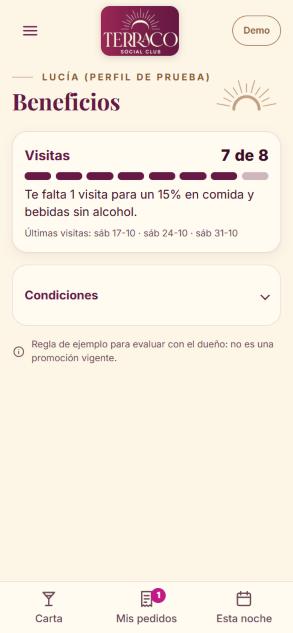 TERRACO
SOCIAL CLUB
Demo
LUCÍA (PERFIL DE PRUEBA)
Beneficios
Visitas
7 de 8
Te falta 1 visita para un 15% en comida y
bebidas sin alcohol.
Últimas visitas: sáb 17-10 · sáb 24-10 · sáb 31-10
Condiciones
Regla de ejemplo para evaluar con el dueño: no es una
promoción vigente.
1
Carta
Mis pedidos
Esta noche